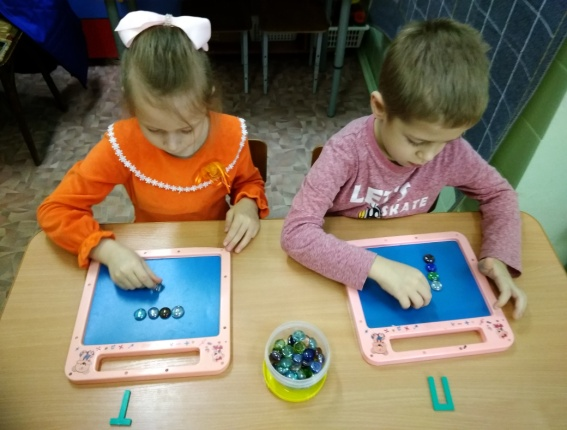 LET'S
SKATE
Т
П